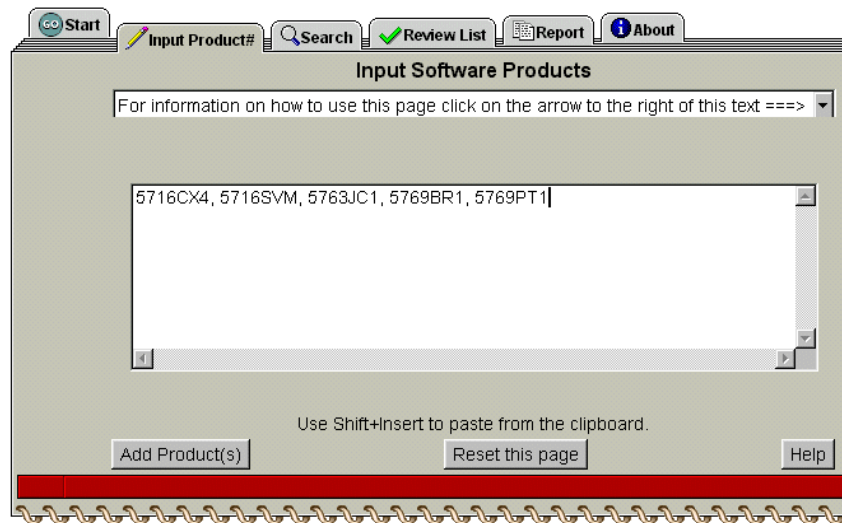 GO Start
Input Product#
Search
Review List
Report
i About
Input Software Products
For information on how to use this page click on the arrow to the right of this text ===>
5716CX4, 5716SVM, 5763JC1, 5769BR1, 5769PT1
Use Shift+Insert to paste from the clipboard.
Add Product(s)
Reset this page
Help